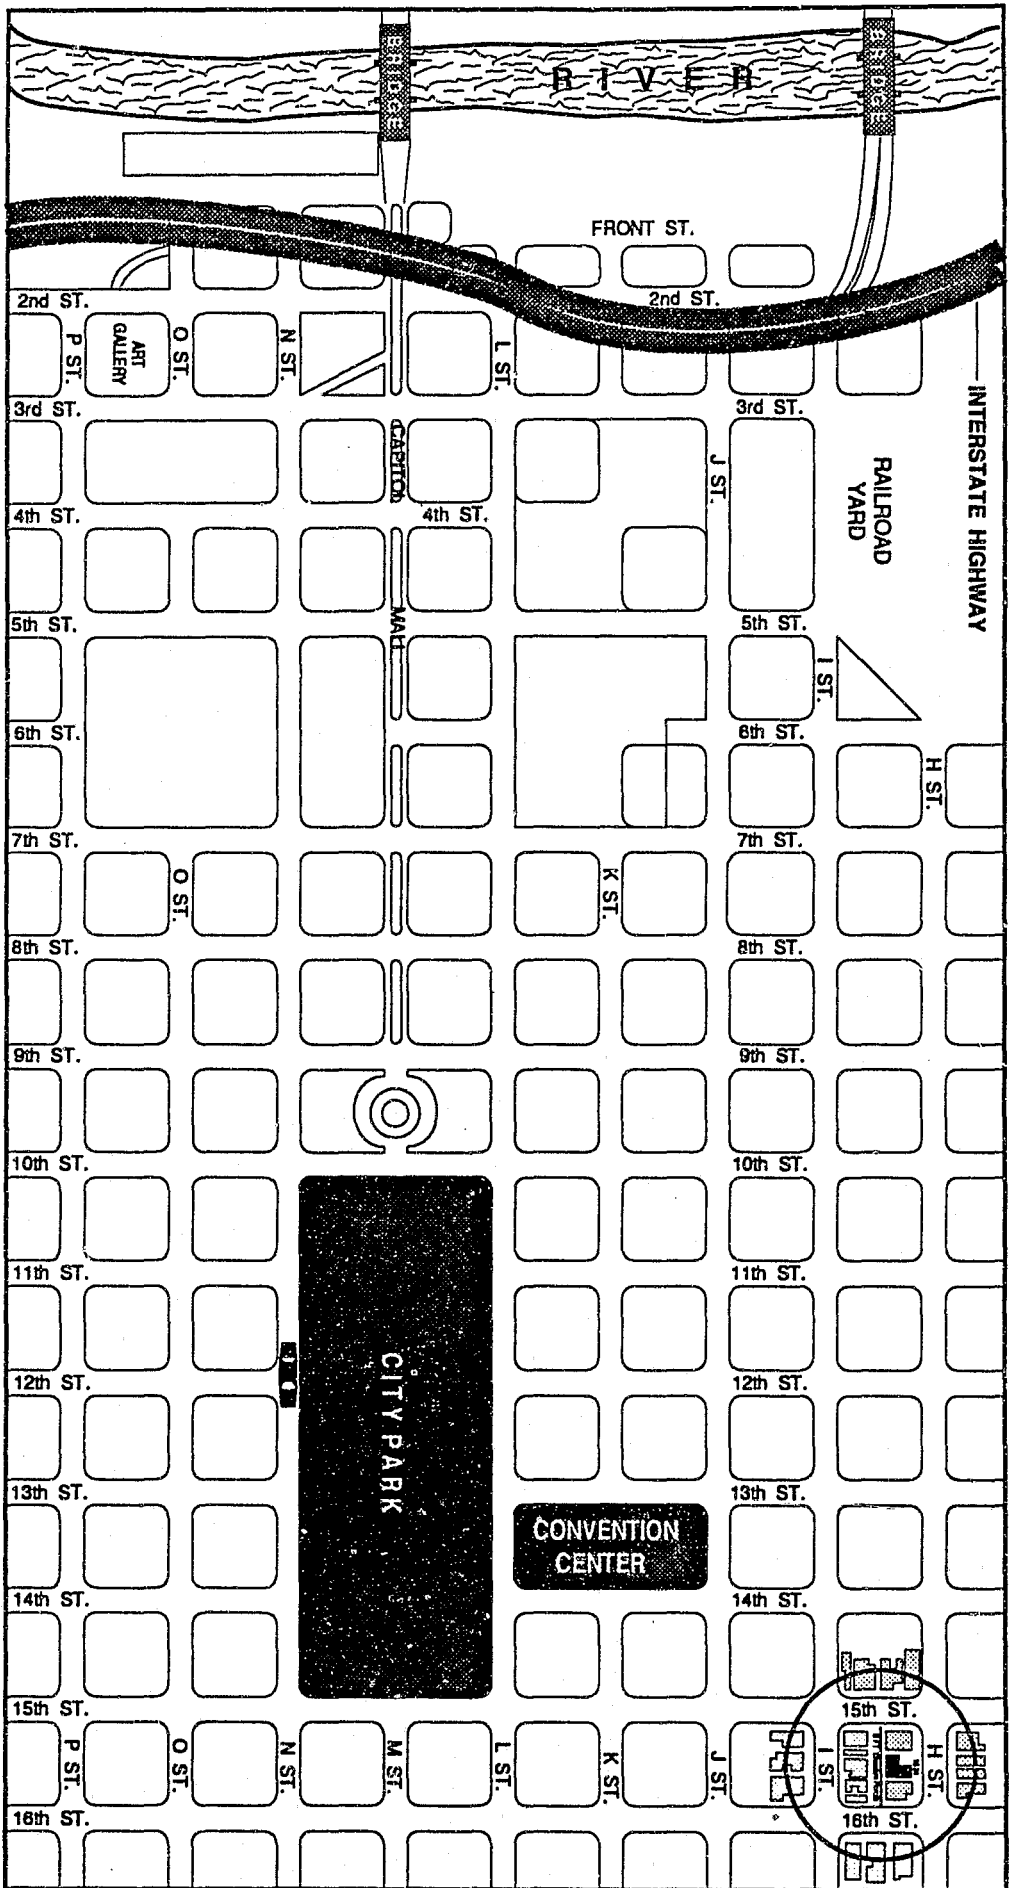 BRIDGE
BRIDGE
RIVER
FRONT ST.
2nd ST.
2nd ST.
P ST.
ART
GALLERY
O ST.
N ST.
L ST.
3rd ST.
3rd ST.
CAPITOL
J ST.
RAILROAD
YARD
INTERSTATE HIGHWAY
4th ST.
4th ST.
MALL
5th ST.
5th ST.
I ST.
6th ST.
6th ST.
H ST.
7th ST.
7th ST.
O ST.
K ST.
8th ST.
8th ST.
9th ST.
9th ST.
10th ST.
10th ST.
11th ST.
11th ST.
CITY PARK
12th ST.
12th ST.
13th ST.
13th ST.
CONVENTION
CENTER
14th ST.
14th ST.
15th ST.
15th ST.
P ST.
O ST.
N ST.
M ST.
L ST.
K ST.
J ST.
I ST.
H ST.
16th ST.
16th ST.